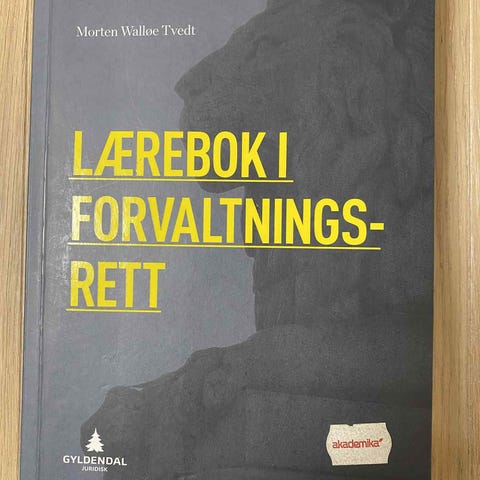 Morten Walløe Tvedt
LÆREBOK I
FORVALTNINGS-
RETT
GYLDENDAL
JURIDISK
akademika